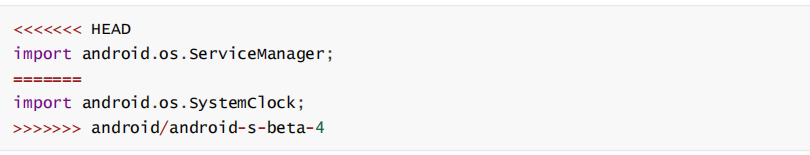 <<<<<<< HEAD
import android.os.ServiceManager;
=======
import android.os.SystemClock;
>>>>>>> android/android-s-beta-4